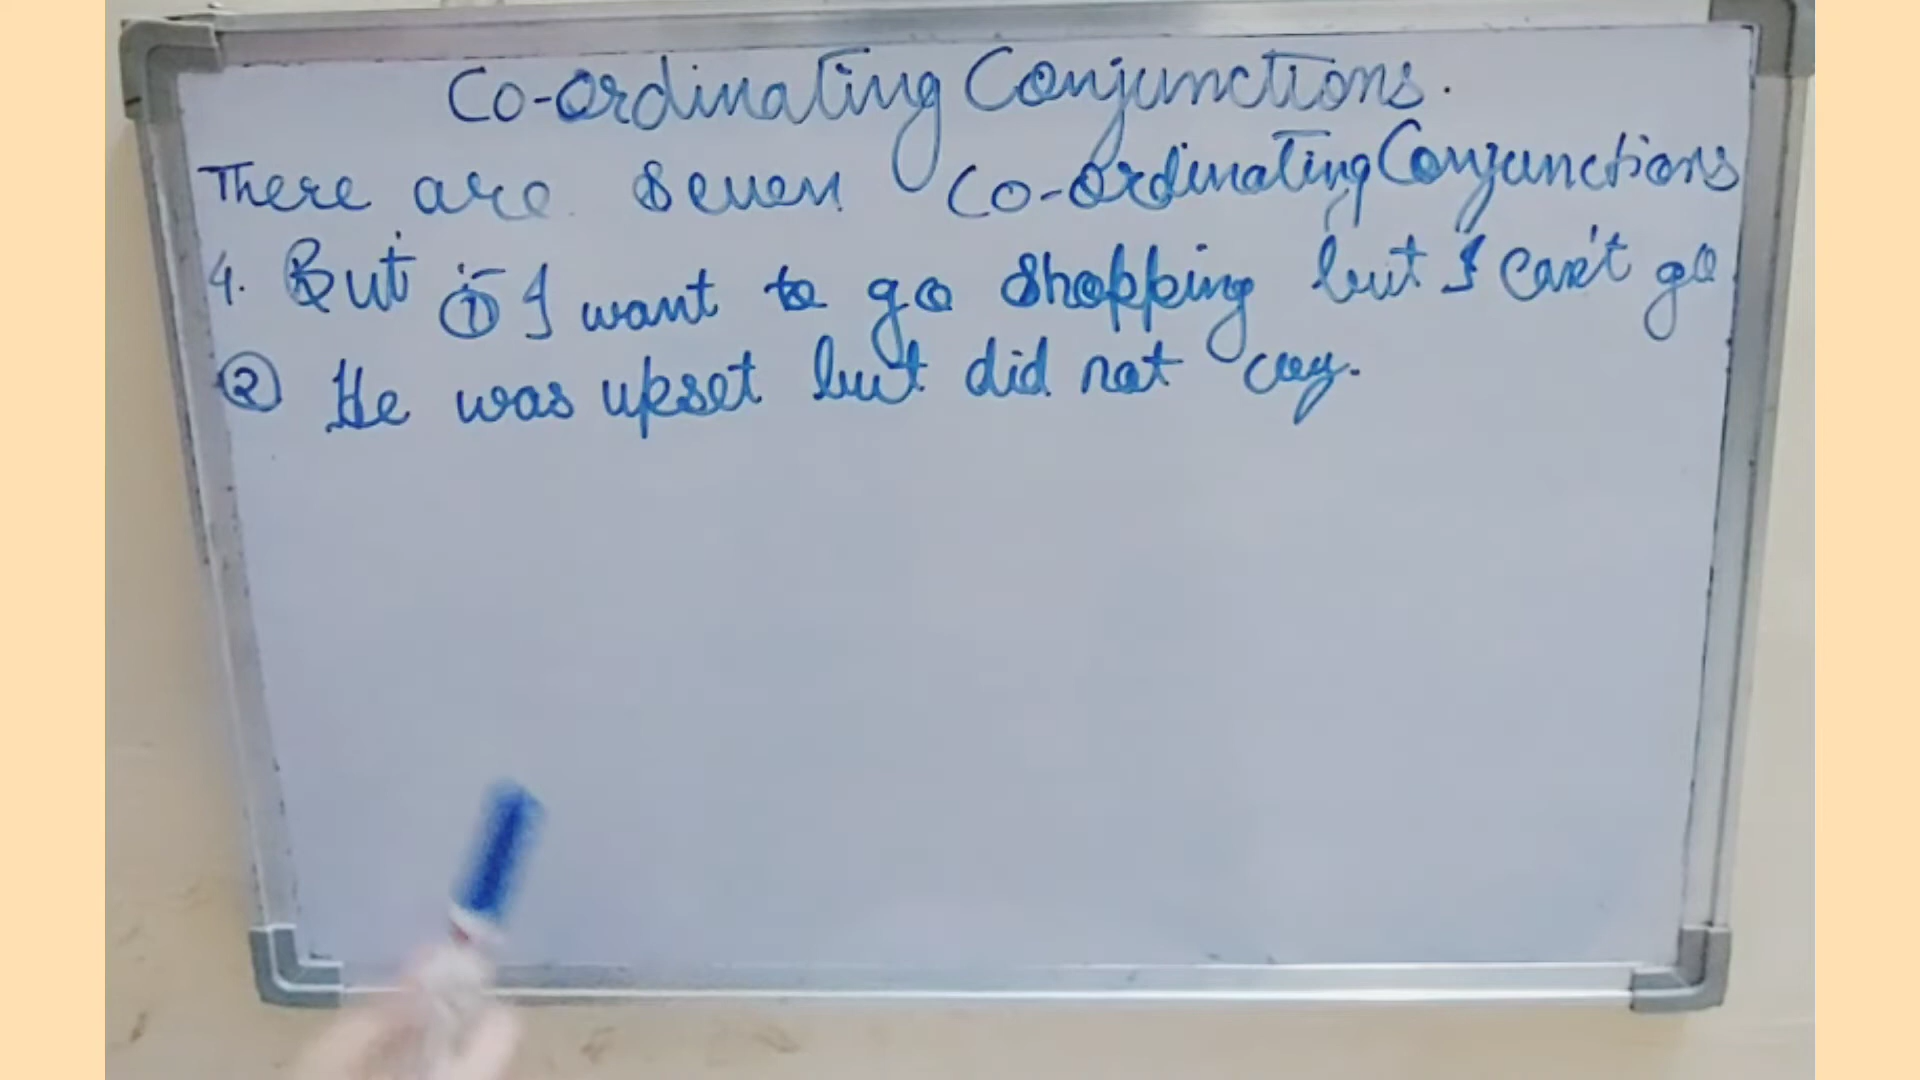 Co-ordinating Conjunctions.
There are seven Co-ordinating Conjunctions
4. But :- ① I want to go Shopping but I can't go
② He was upset but did not cry.